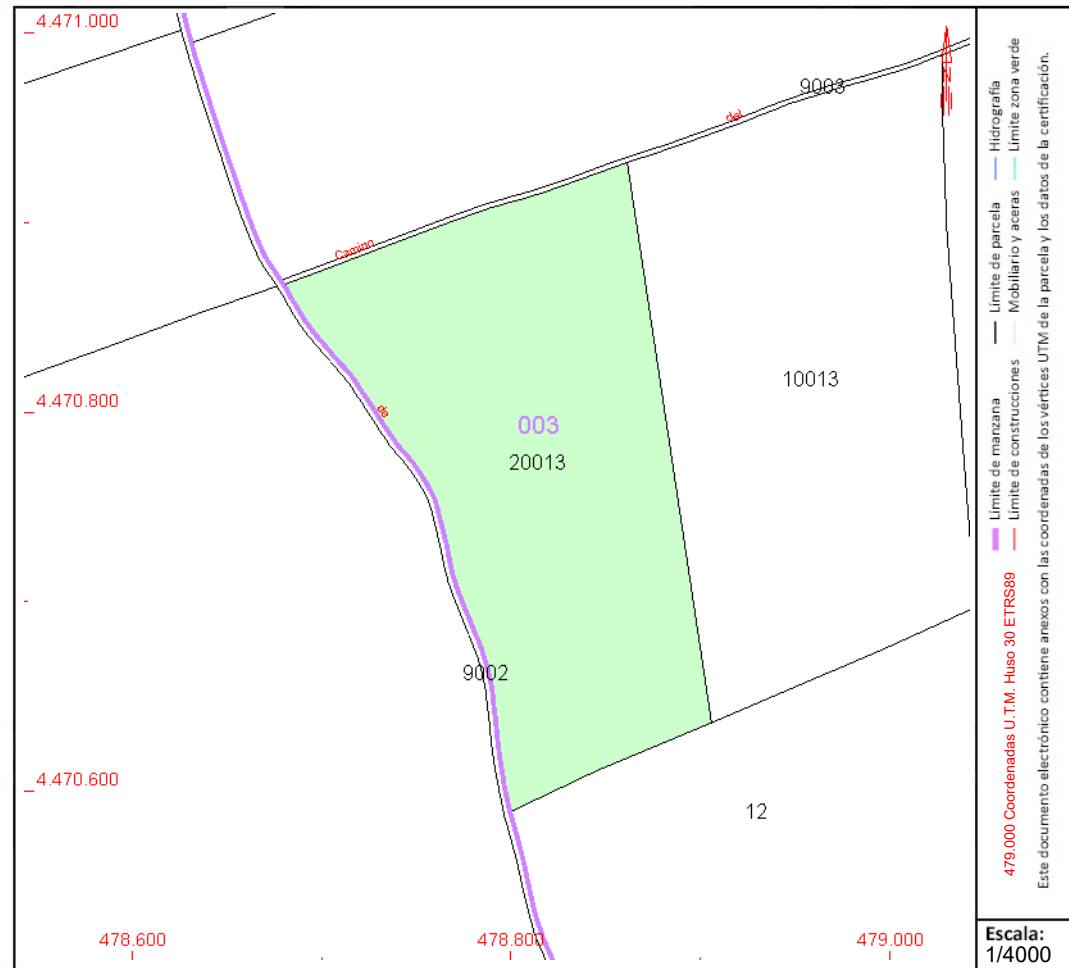 4.471.000
9003
del
Camino
4.470.800
10013
de
003
20013
9002
4.470.600
12
478.600
478.800
479.000
Límite de manzana
Límite de parcela
Hidrografía
Límite de construcciones
Mobiliario y aceras
Límite zona verde
479.000 Coordenadas U.T.M. Huso 30 ETRS89
Este documento electrónico contiene anexos con las coordenadas de los vértices UTM de la parcela y los datos de la certificación.
Escala:
1/4000